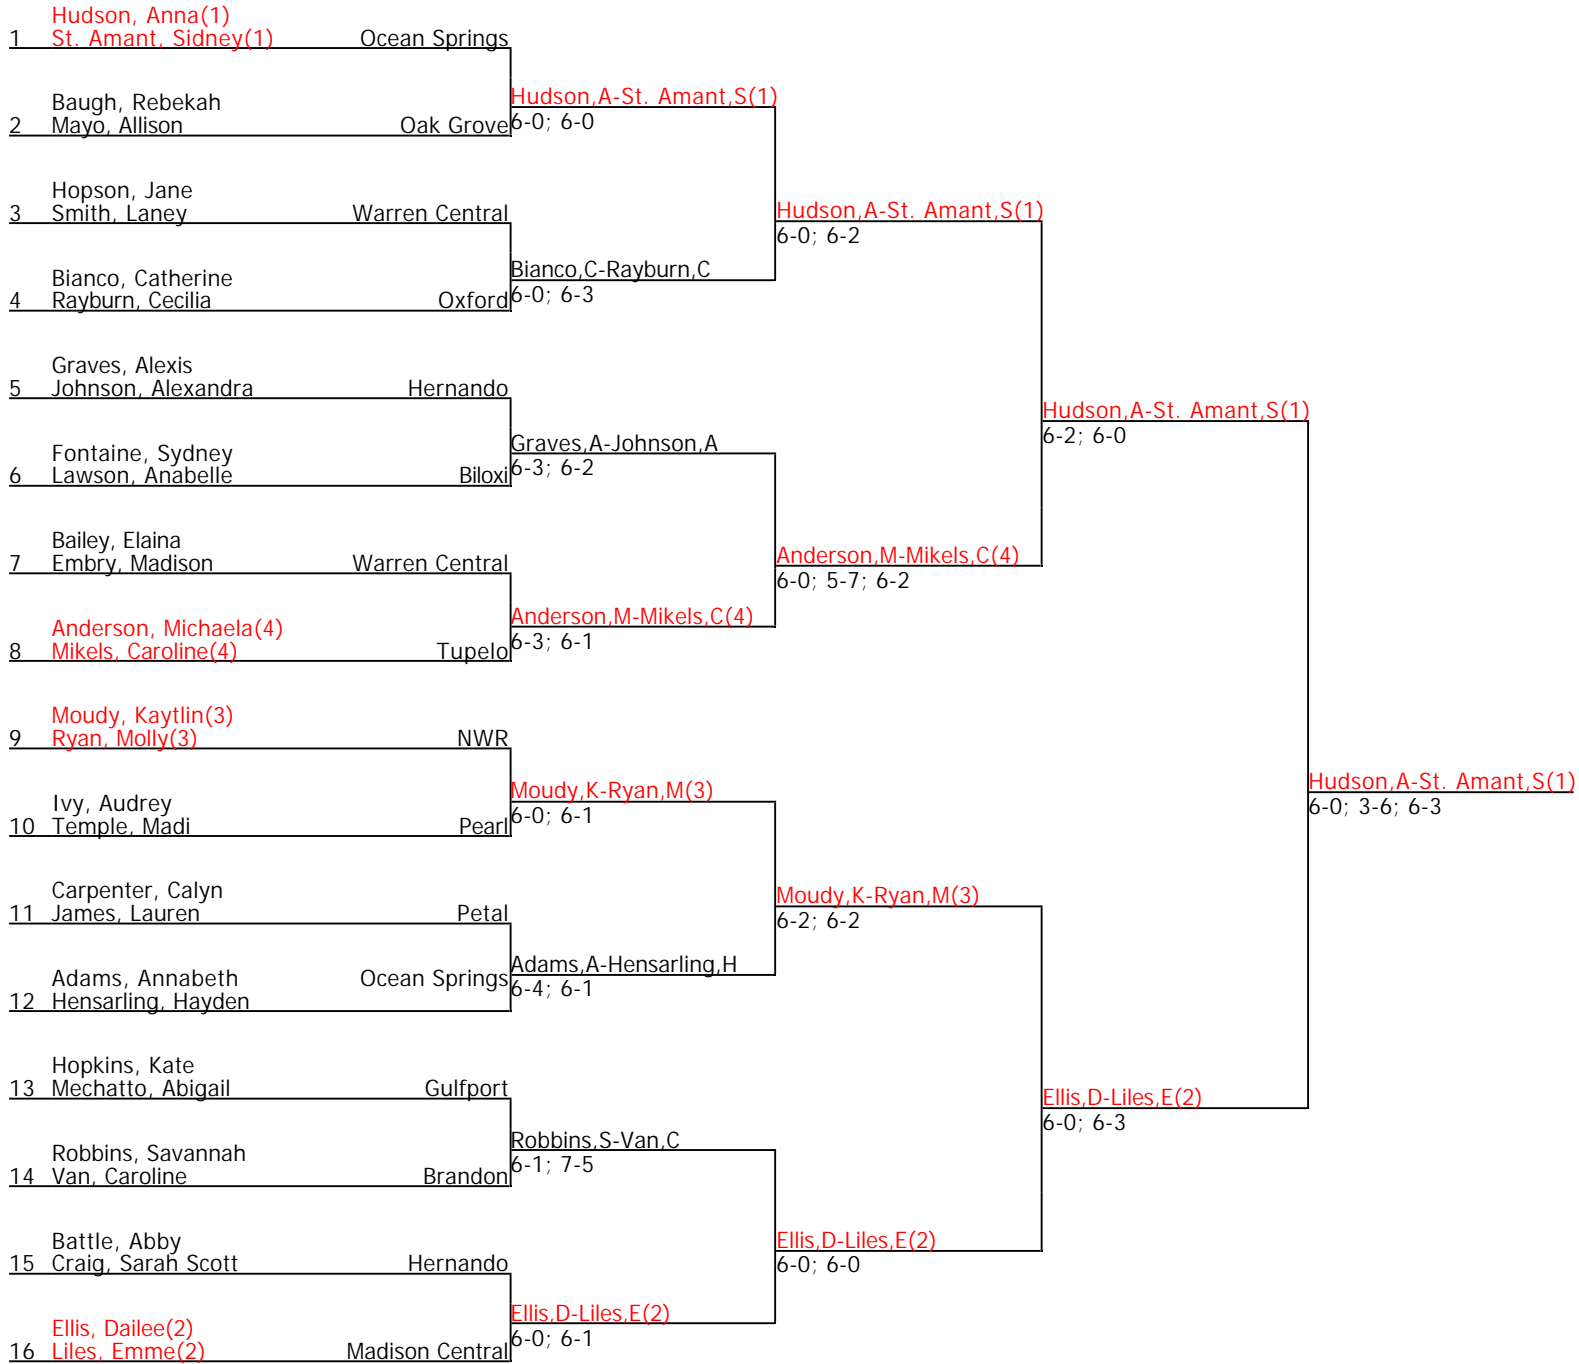 Hudson, Anna(1)
1 St. Amant, Sidney(1) Ocean Springs
Baugh, Rebekah
2 Mayo, Allison Oak Grove
Hopson, Jane
3 Smith, Laney Warren Central
Bianco, Catherine
4 Rayburn, Cecilia Oxford
Graves, Alexis
5 Johnson, Alexandra Hernando
Fontaine, Sydney
6 Lawson, Anabelle Biloxi
Bailey, Elaina
7 Embry, Madison Warren Central
Anderson, Michaela(4)
8 Mikels, Caroline(4) Tupelo
Moudy, Kaytlin(3)
9 Ryan, Molly(3) NWR
Ivy, Audrey
10 Temple, Madi Pearl
Carpenter, Calyn
11 James, Lauren Petal
Adams, Annabeth Ocean Springs
12 Hensarling, Hayden
Hopkins, Kate
13 Mechatto, Abigail Gulfport
Robbins, Savannah
14 Van, Caroline Brandon
Battle, Abby
15 Craig, Sarah Scott Hernando
Ellis, Dailee(2)
16 Liles, Emme(2) Madison Central
Hudson,A-St. Amant,S(1)
6-0; 6-0
Bianco,C-Rayburn,C
6-0; 6-3
Graves,A-Johnson,A
6-3; 6-2
Anderson,M-Mikels,C(4)
6-3; 6-1
Moudy,K-Ryan,M(3)
6-0; 6-1
Adams,A-Hensarling,H
6-4; 6-1
Robbins,S-Van,C
6-1; 7-5
Ellis,D-Liles,E(2)
6-0; 6-1
Hudson,A-St. Amant,S(1)
6-0; 6-2
Anderson,M-Mikels,C(4)
6-0; 5-7; 6-2
Moudy,K-Ryan,M(3)
6-2; 6-2
Ellis,D-Liles,E(2)
6-0; 6-0
Hudson,A-St. Amant,S(1)
6-2; 6-0
Ellis,D-Liles,E(2)
6-0; 6-3
Hudson,A-St. Amant,S(1)
6-0; 3-6; 6-3